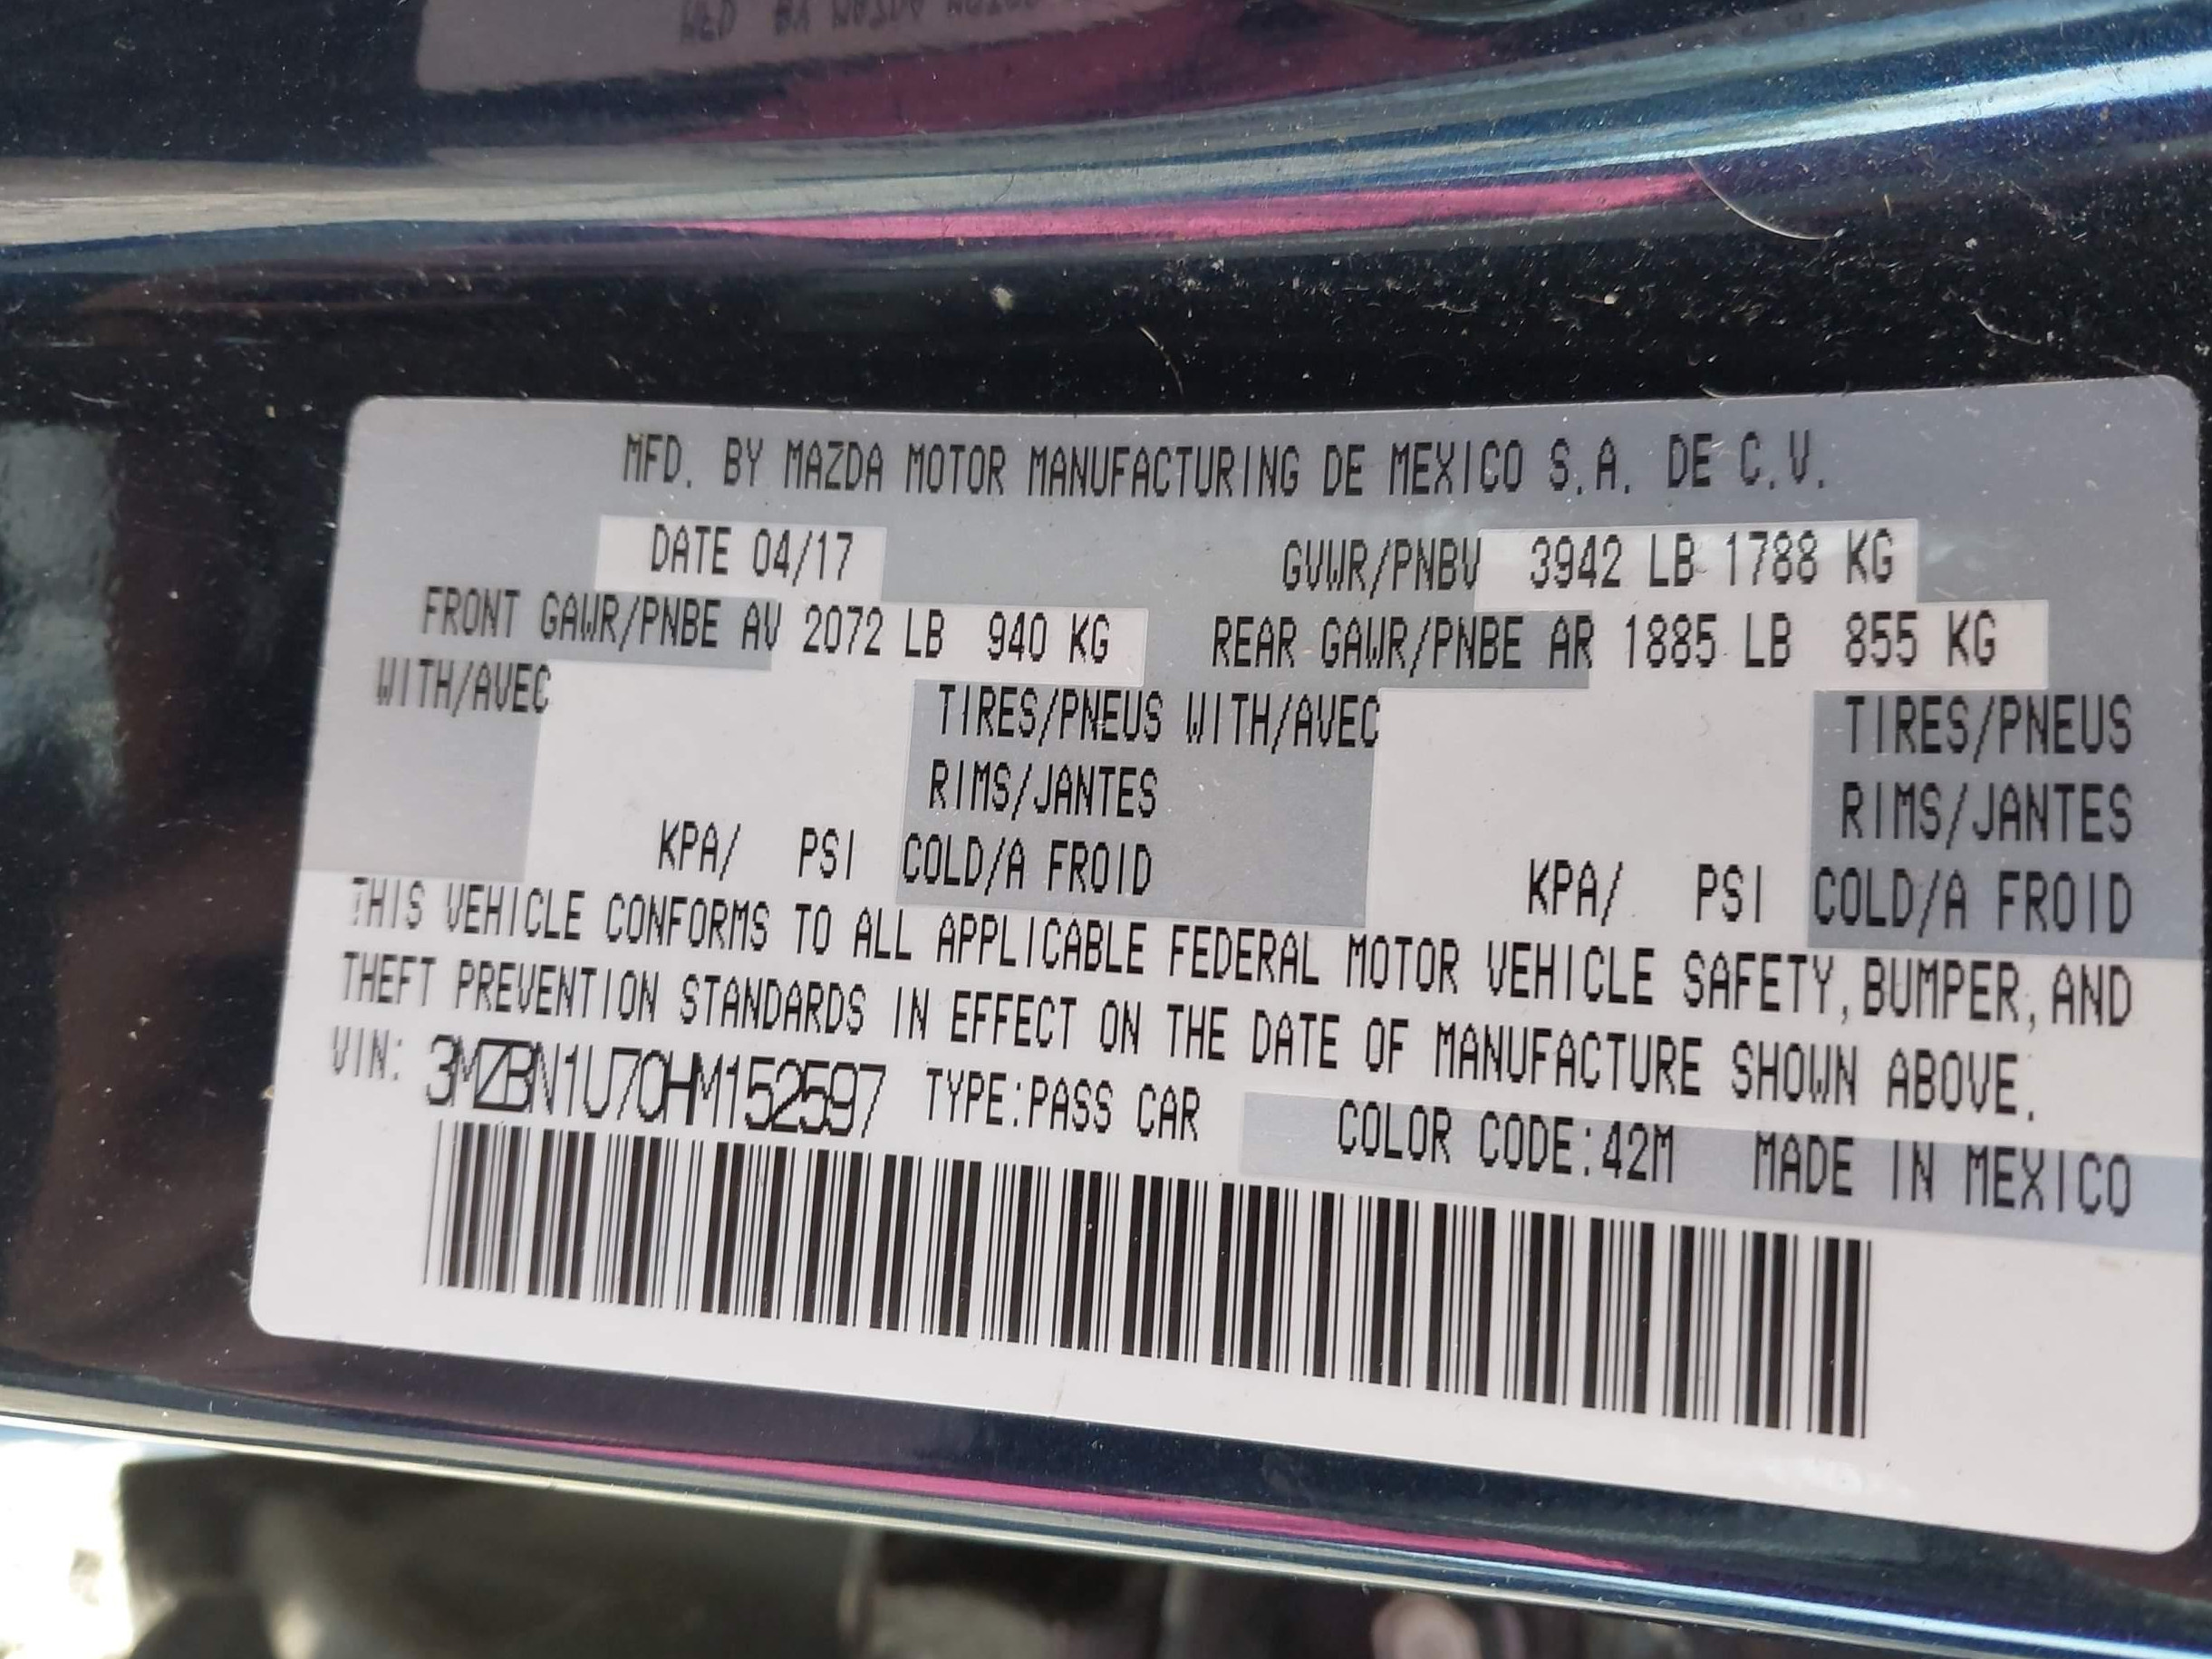 MFD. BY MAZDA MOTOR MANUFACTURING DE MEXICO S.A. DE C.V.
DATE 04/17 GVWR/PNBV 3942 LB 1788 KG
FRONT GAWR/PNBE AV 2072 LB 940 KG REAR GAWR/PNBE AR 1885 LB 855 KG
WITH/AVEC TIRES/PNEUS WITH/AVEC TIRES/PNEUS
RIMS/JANTES RIMS/JANTES
KPA/ PSI COLD/A FROID KPA/ PSI COLD/A FROID
THIS VEHICLE CONFORMS TO ALL APPLICABLE FEDERAL MOTOR VEHICLE SAFETY, BUMPER, AND
THEFT PREVENTION STANDARDS IN EFFECT ON THE DATE OF MANUFACTURE SHOWN ABOVE.
VIN: 3MZBN1U70HM152597 TYPE:PASS CAR COLOR CODE:42M MADE IN MEXICO